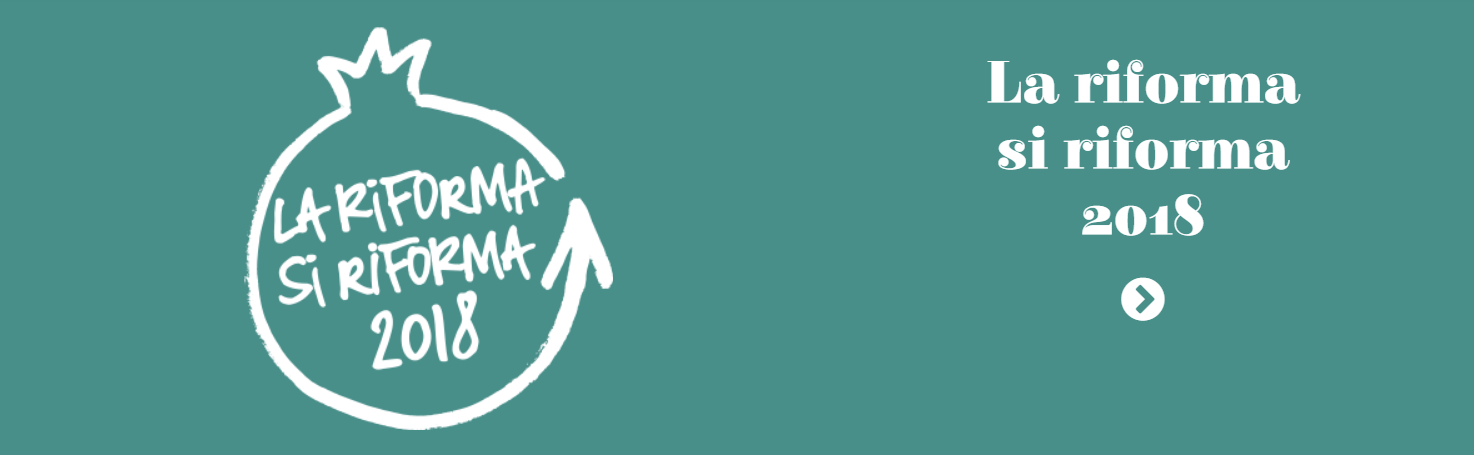 LA RiFORMA
Si RiFORMA
2018
La riforma
si riforma
2018